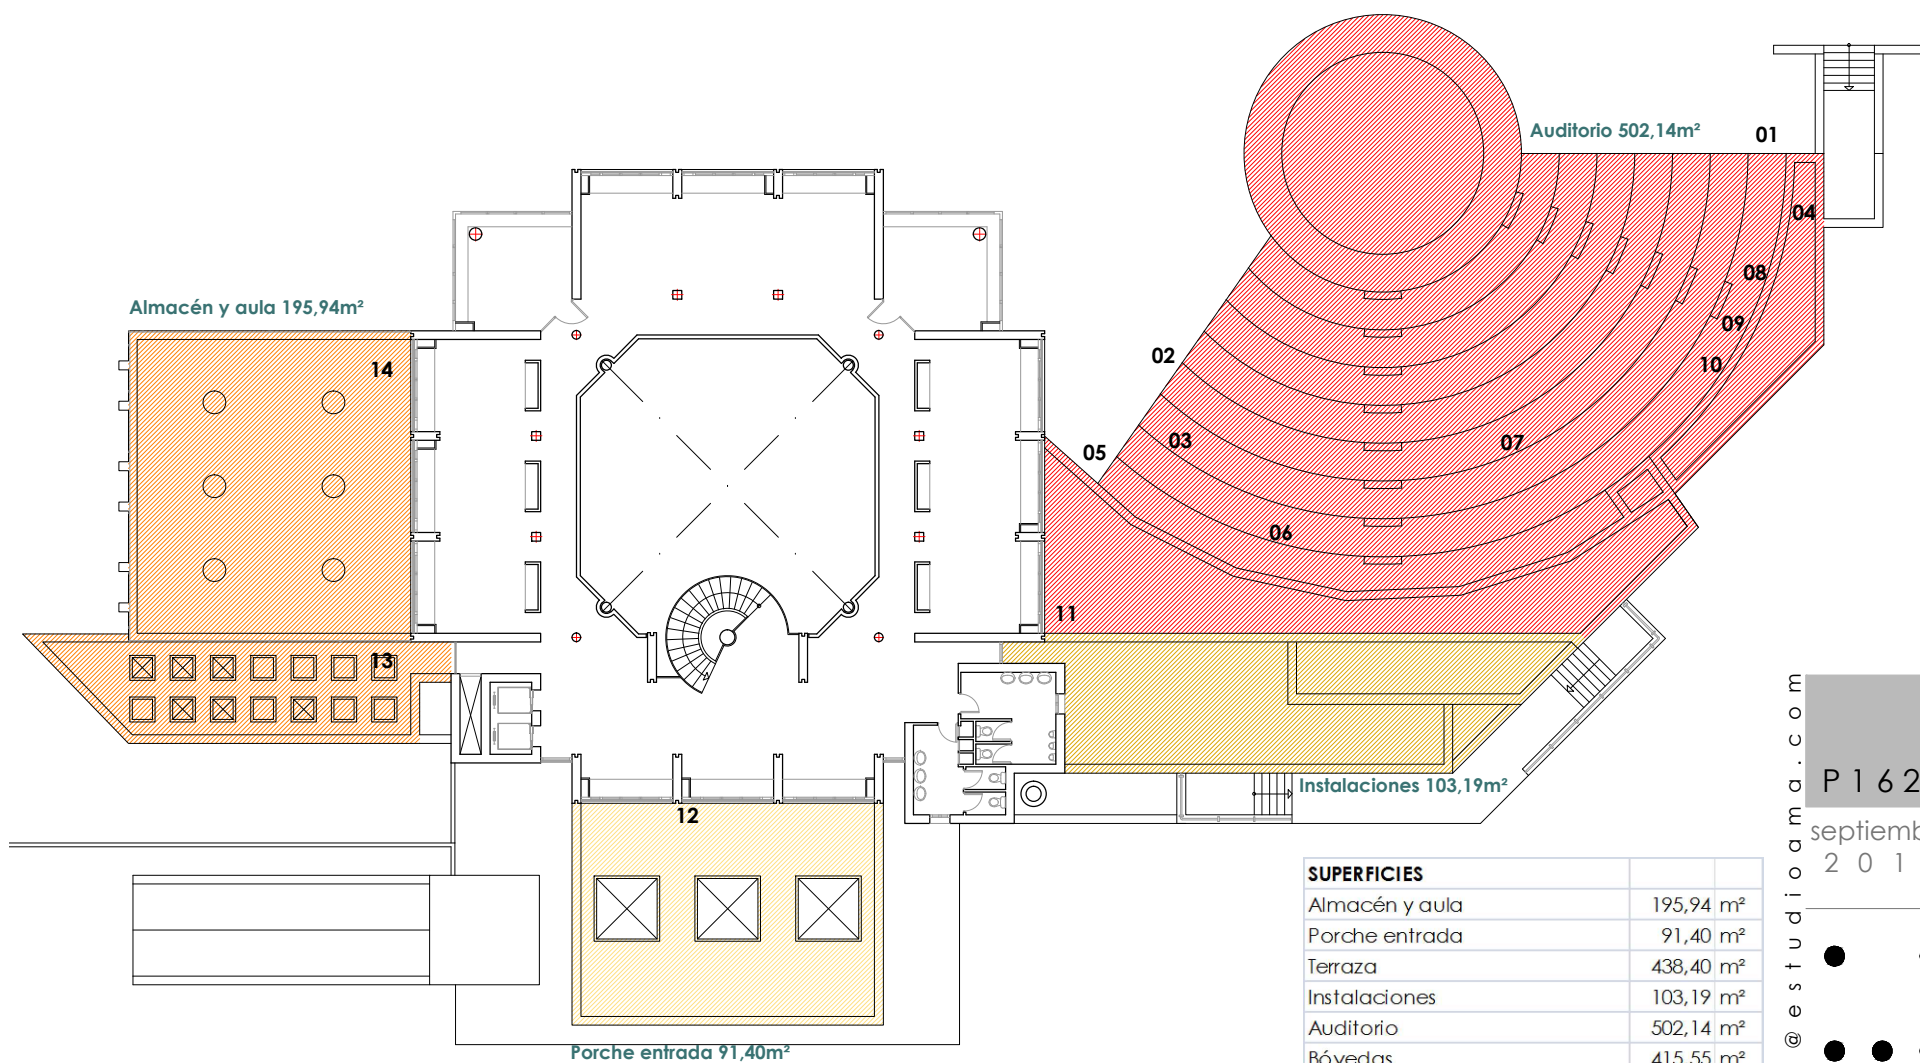 Auditorio 502,14m²
01
04
Almacén y aula 195,94m²
08
09
02
10
14
03
07
05
06
11
13
Instalaciones 103,19m²
12
Porche entrada 91,40m²
SUPERFICIES
Almacén y aula 195,94 m²
Porche entrada 91,40 m²
Terraza 438,40 m²
Instalaciones 103,19 m²
Auditorio 502,14 m²
Bóvedas 415,55 m²
@estudioama.com
P162
septiemb
201